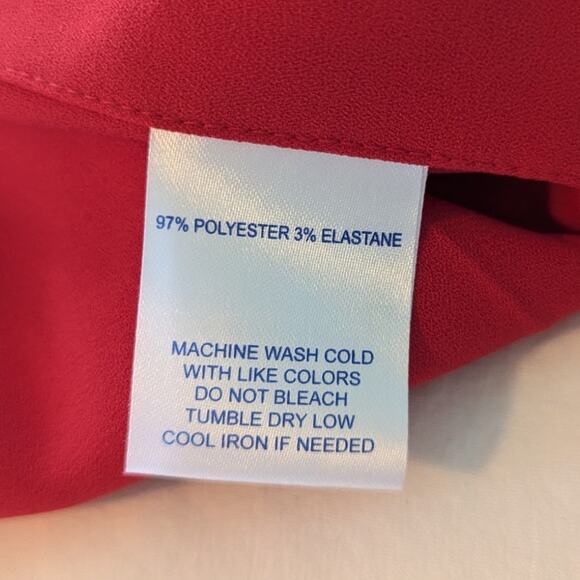 97% POLYESTER 3% ELASTANE
MACHINE WASH COLD
WITH LIKE COLORS
DO NOT BLEACH
TUMBLE DRY LOW
COOL IRON IF NEEDED